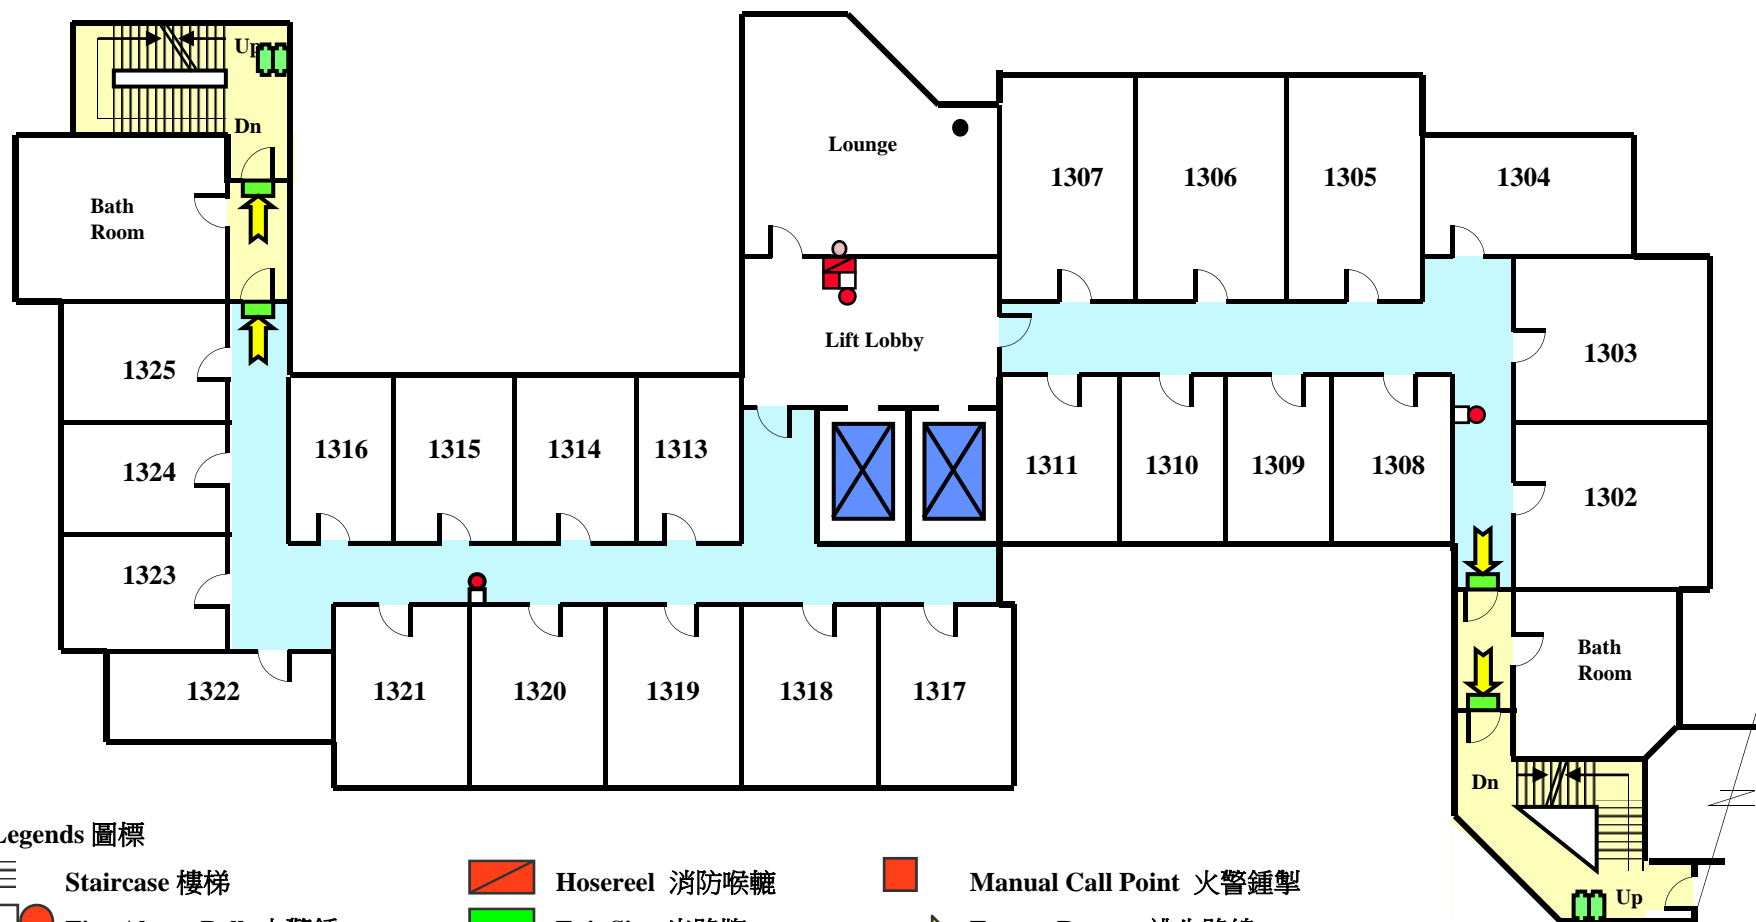 Up
Dn
Bath
Room
Lounge
1307
1306
1305
1304
Lift Lobby
1325
1303
1316
1315
1314
1313
1311
1310
1309
1308
1324
1302
1323
Bath
Room
1322
1321
1320
1319
1318
1317
Dn
Legends 圖標
Staircase 樓梯
Hosereel 消防喉轆
Manual Call Point 火警鍾掣
Up